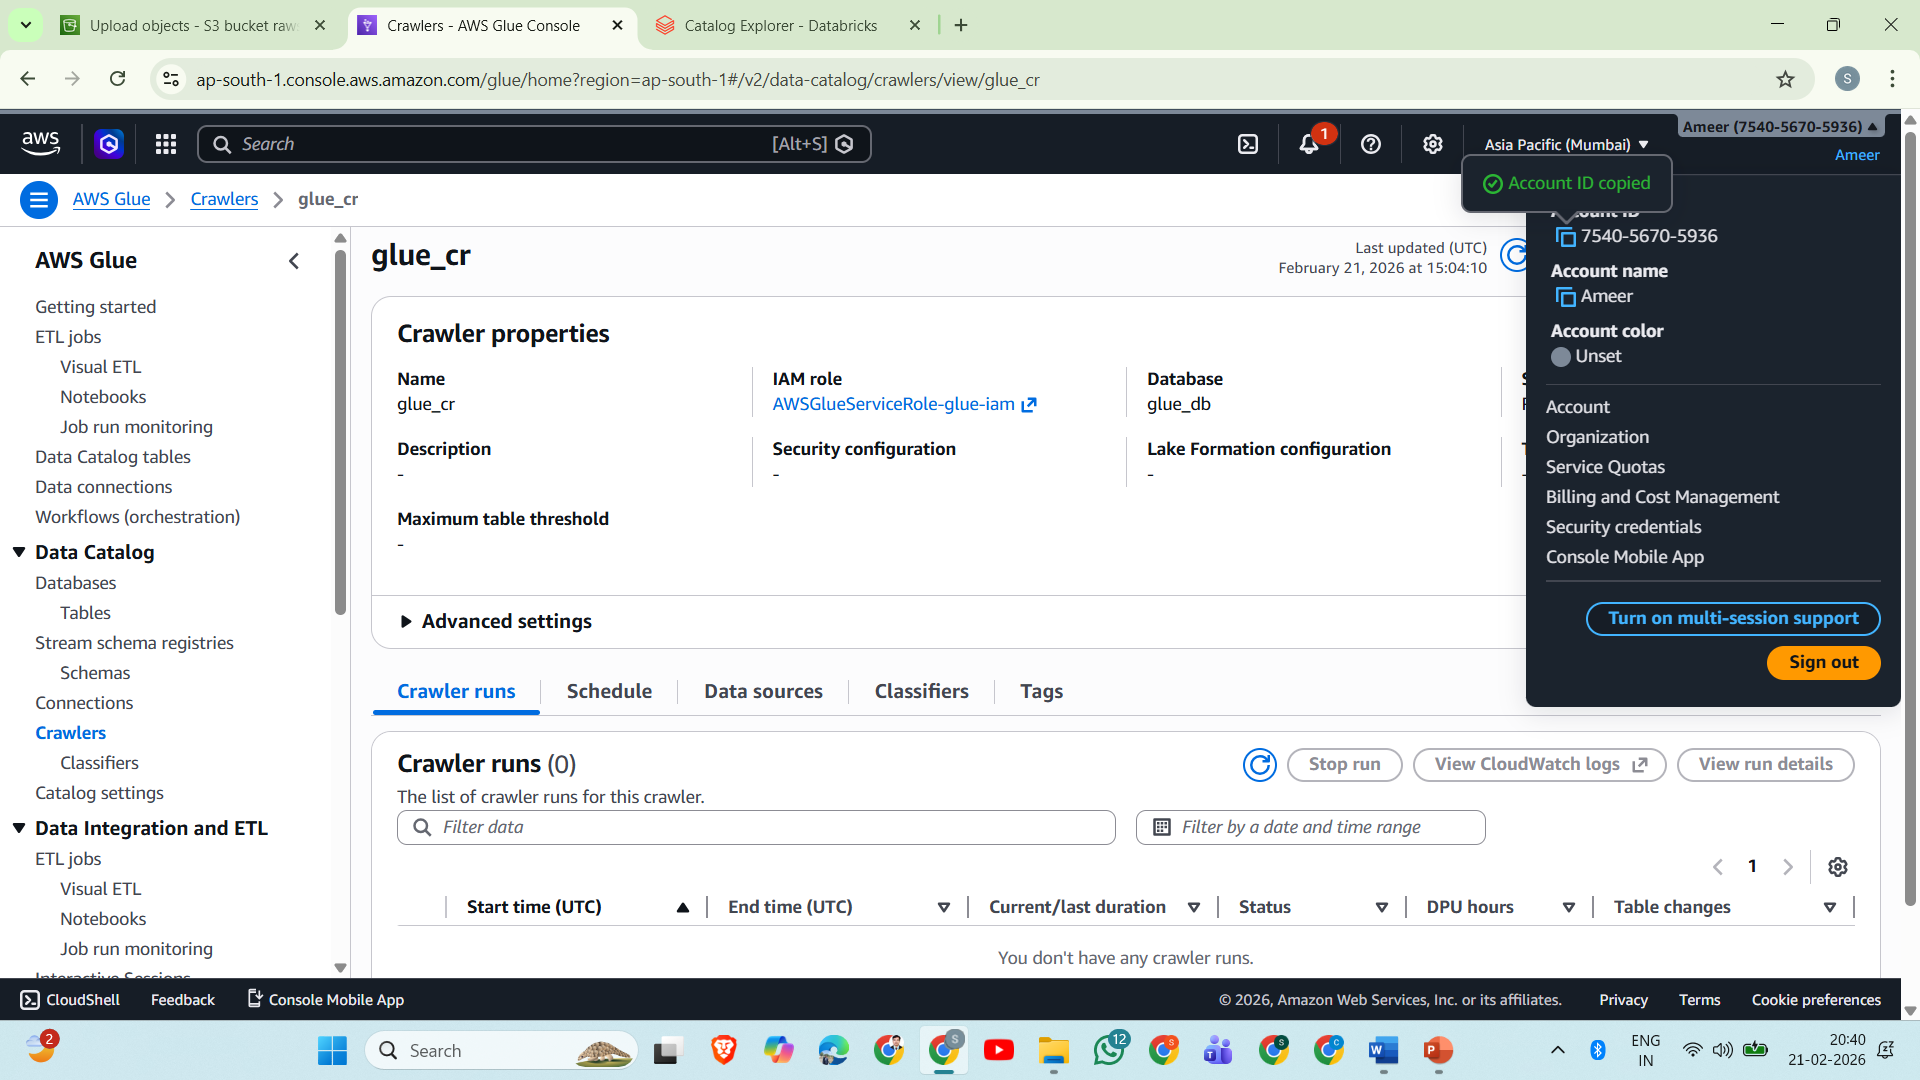 Upload objects - S3 bucket raw
Crawlers - AWS Glue Console
Catalog Explorer - Databricks
ap-south-1.console.aws.amazon.com/glue/home?region=ap-south-1#/v2/data-catalog/crawlers/view/glue_cr
S
aws
Search
[Alt+S]
1
Asia Pacific (Mumbai)
Ameer (7540-5670-5936)
Ameer
AWS Glue
Crawlers
glue_cr
Account ID copied
Account ID
7540-5670-5936
Account name
Ameer
Account color
Unset
Account
Organization
Service Quotas
Billing and Cost Management
Security credentials
Console Mobile App
Turn on multi-session support
Sign out
AWS Glue
Getting started
ETL jobs
Visual ETL
Notebooks
Job run monitoring
Data Catalog tables
Data connections
Workflows (orchestration)
Data Catalog
Databases
Tables
Stream schema registries
Schemas
Connections
Crawlers
Classifiers
Catalog settings
Data Integration and ETL
ETL jobs
Visual ETL
Notebooks
Job run monitoring
Interactive Sessions
glue_cr
Last updated (UTC)
February 21, 2026 at 15:04:10
Crawler properties
Name
glue_cr
IAM role
AWSGlueServiceRole-glue-iam
Database
glue_db
Description
-
Security configuration
-
Lake Formation configuration
-
Maximum table threshold
-
Advanced settings
Crawler runs
Schedule
Data sources
Classifiers
Tags
Crawler runs (0)
The list of crawler runs for this crawler.
Stop run
View CloudWatch logs
View run details
Filter data
Filter by a date and time range
1
Start time (UTC)
End time (UTC)
Current/last duration
Status
DPU hours
Table changes
You don't have any crawler runs.
CloudShell
Feedback
Console Mobile App
© 2026, Amazon Web Services, Inc. or its affiliates.
Privacy
Terms
Cookie preferences
2
Search
12
ENG
IN
20:40
21-02-2026